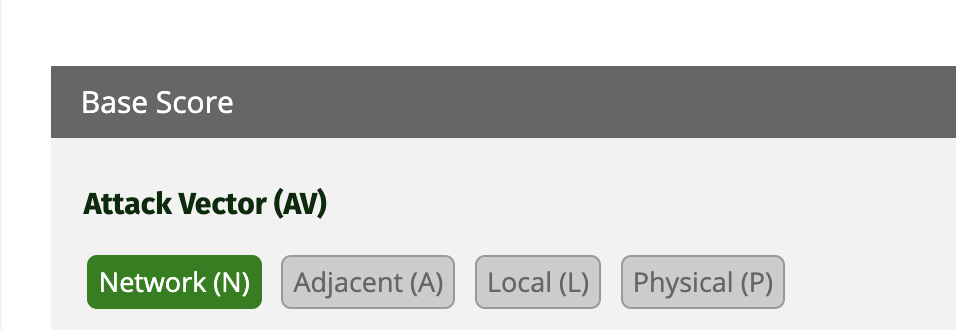 Base Score
Attack Vector (AV)
Network (N) Adjacent (A) Local (L) Physical (P)